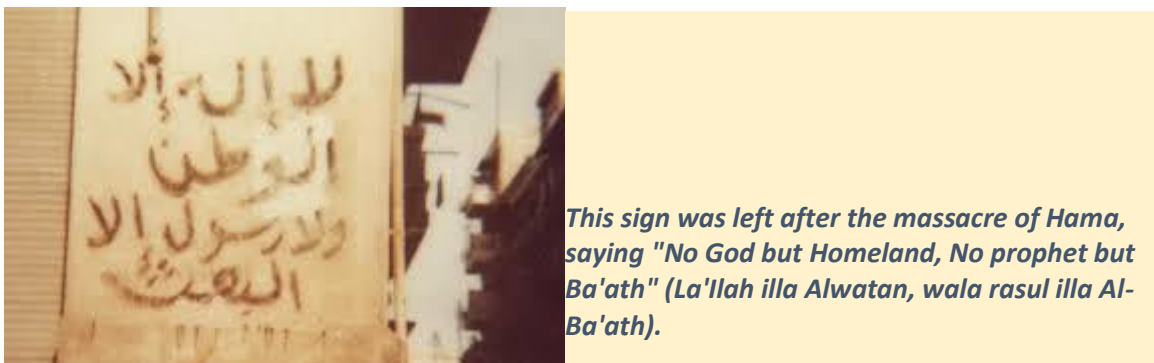 لا إله إلا
الوطن
ولا رسول إلا
البعث
This sign was left after the massacre of Hama,
saying "No God but Homeland, No prophet but
Ba'ath" (La'Ilah illa Alwatan, wala rasul illa Al-
Ba'ath).